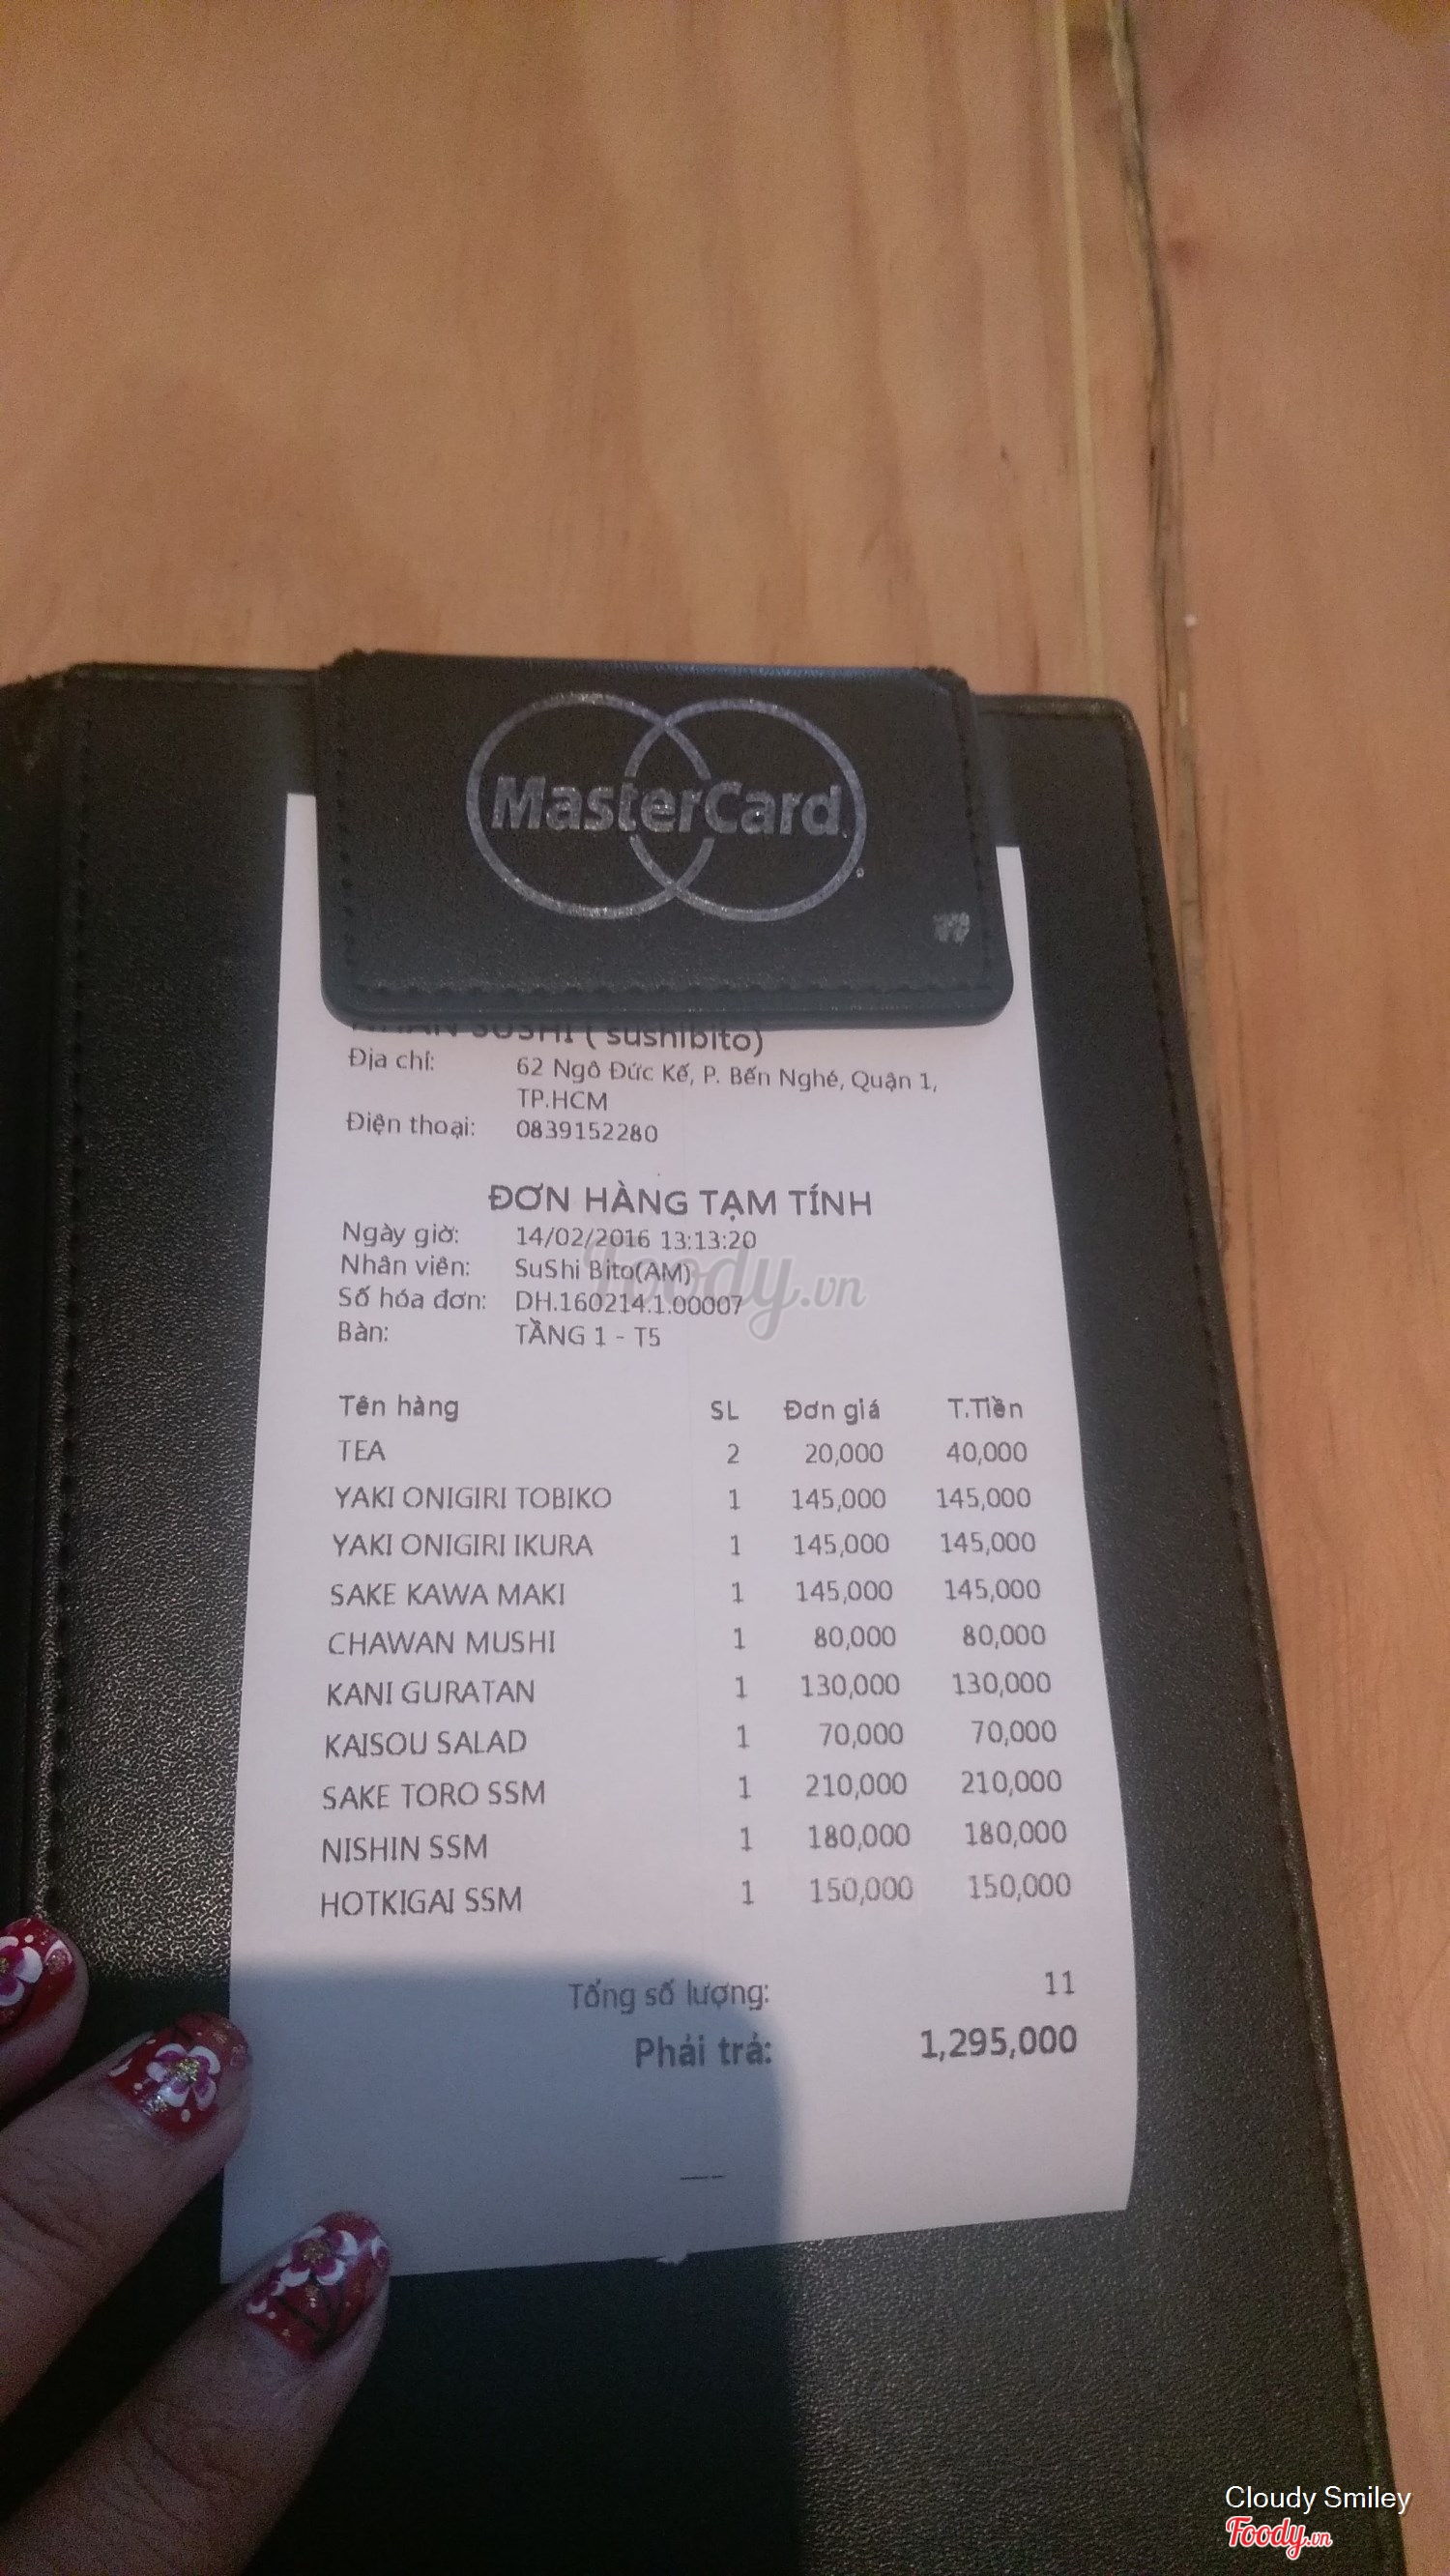 MasterCard
SUSHI ( sushibito)
Địa chỉ: 62 Ngô Đức Kế, P. Bến Nghé, Quận 1,
TP.HCM
Điện thoại: 0839152280
ĐƠN HÀNG TẠM TÍNH
Ngày giờ: 14/02/2016 13:13:20
Nhân viên: SuShi Bito(AM)
Số hóa đơn: DH.160214.1.00007
Bàn: TẦNG 1 - T5
Foody.vn
Tên hàng SL Đơn giá T.Tiền
TEA 2 20,000 40,000
YAKI ONIGIRI TOBIKO 1 145,000 145,000
YAKI ONIGIRI IKURA 1 145,000 145,000
SAKE KAWA MAKI 1 145,000 145,000
CHAWAN MUSHI 1 80,000 80,000
KANI GURATAN 1 130,000 130,000
KAISOU SALAD 1 70,000 70,000
SAKE TORO SSM 1 210,000 210,000
NISHIN SSM 1 180,000 180,000
HOTKIGAI SSM 1 150,000 150,000
Tổng số lượng: 11
Phải trả: 1,295,000
Cloudy Smiley
Foody.vn